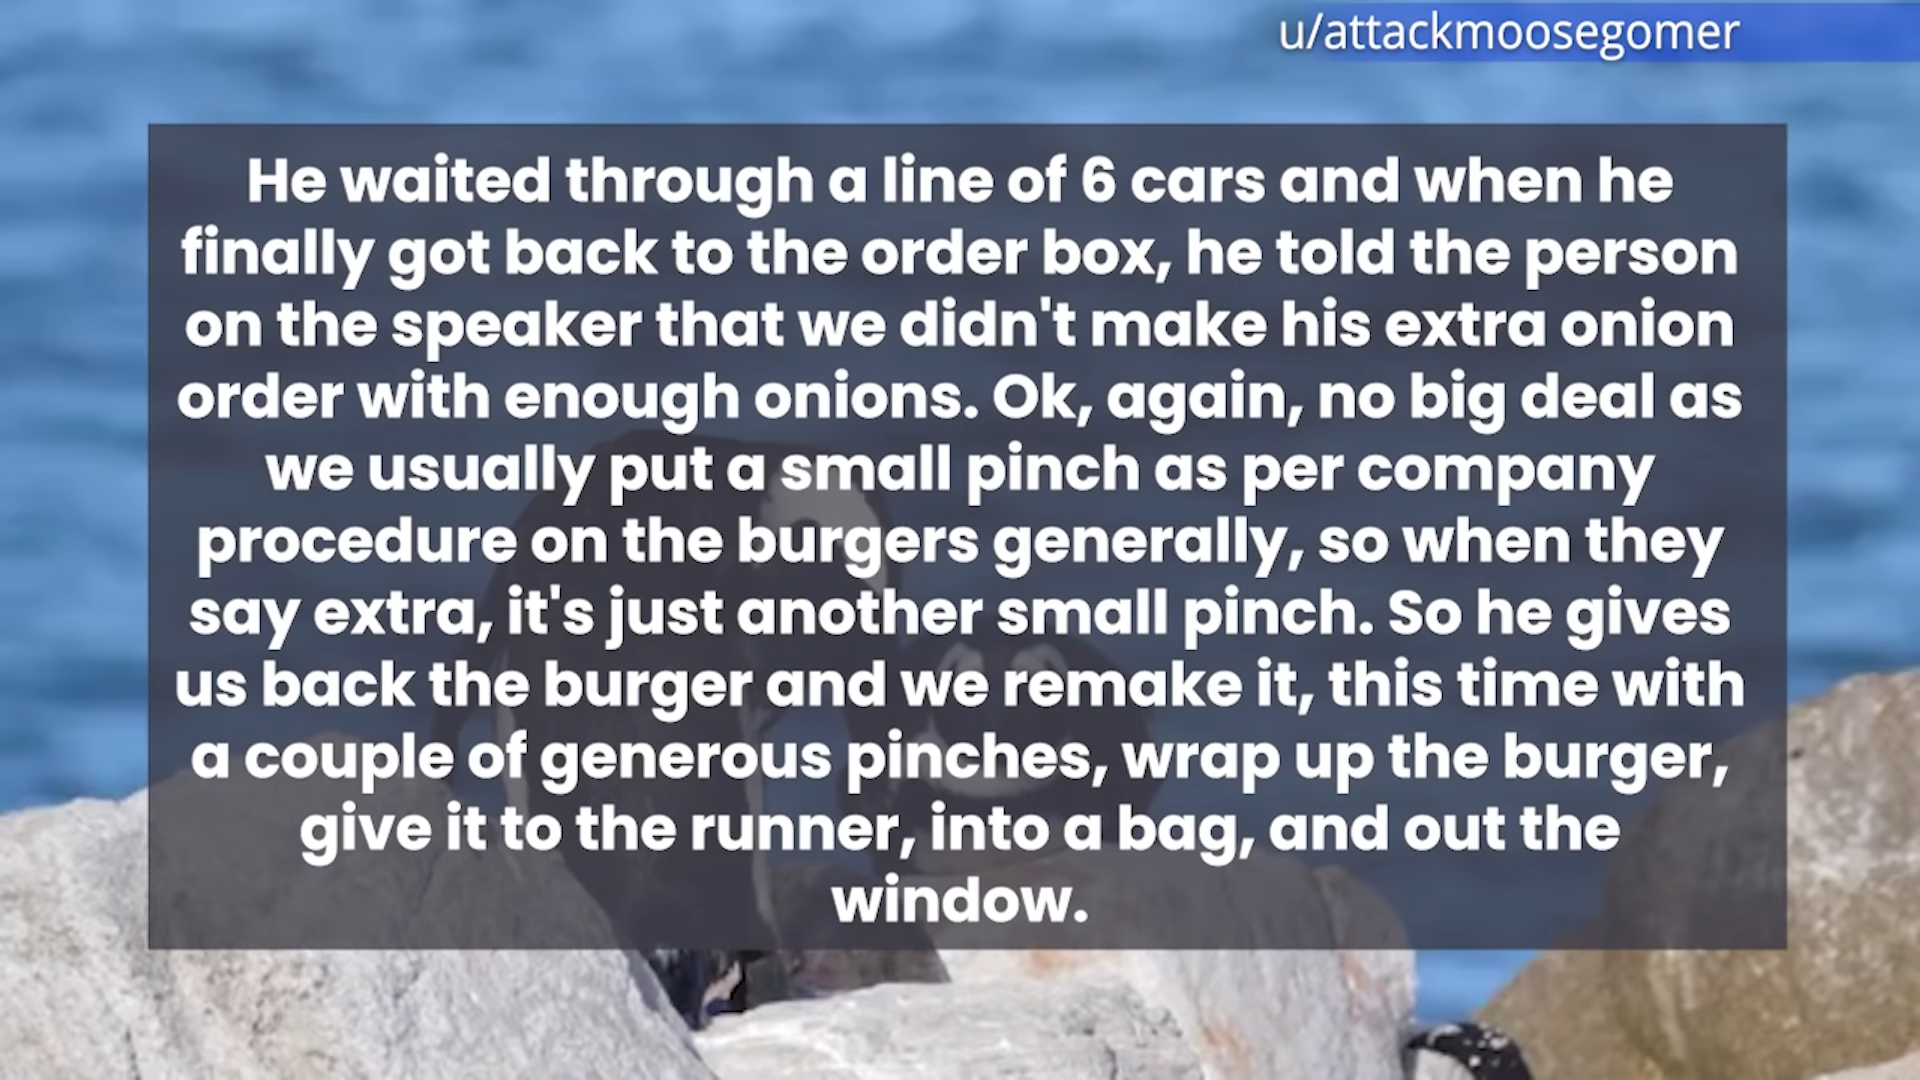 u/attackmoosegomer
He waited through a line of 6 cars and when he
finally got back to the order box, he told the person
on the speaker that we didn't make his extra onion
order with enough onions. Ok, again, no big deal as
we usually put a small pinch as per company
procedure on the burgers generally, so when they
say extra, it's just another small pinch. So he gives
us back the burger and we remake it, this time with
a couple of generous pinches, wrap up the burger,
give it to the runner, into a bag, and out the
window.